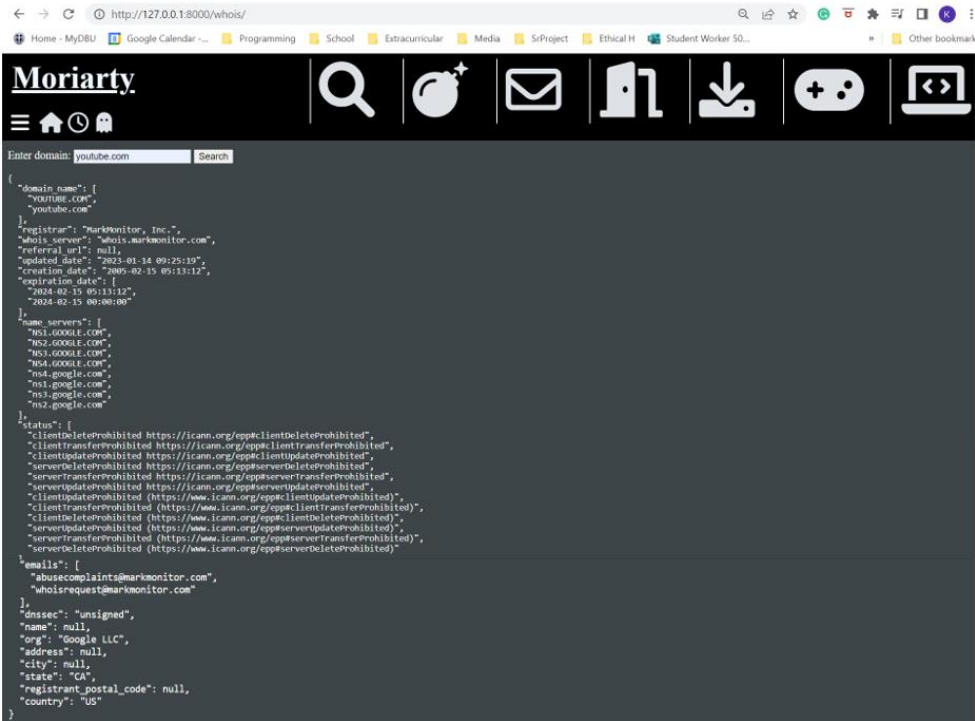 http://127.0.0.1:8000/whois/
Home - MyDBU Google Calendar -... Programming School Extracurricular Media SrProject Ethical H Student Worker 50... » Other bookmark
Moriarty
Enter domain: youtube.com Search
{
"domain_name": [
"YOUTUBE.COM",
"youtube.com"
],
"registrar": "MarkMonitor, Inc.",
"whois_server": "whois.markmonitor.com",
"referral_url": null,
"updated_date": "2023-01-14 09:25:19",
"creation_date": "2005-02-15 05:13:12",
"expiration_date": [
"2024-02-15 05:13:12",
"2024-02-15 00:00:00"
],
"name_servers": [
"NS1.GOOGLE.COM",
"NS2.GOOGLE.COM",
"NS3.GOOGLE.COM",
"NS4.GOOGLE.COM",
"ns4.google.com",
"ns1.google.com",
"ns3.google.com",
"ns2.google.com"
],
"status": [
"clientDeleteProhibited https://icann.org/epp#clientDeleteProhibited",
"clientTransferProhibited https://icann.org/epp#clientTransferProhibited",
"clientUpdateProhibited https://icann.org/epp#clientUpdateProhibited",
"serverDeleteProhibited https://icann.org/epp#serverDeleteProhibited",
"serverTransferProhibited https://icann.org/epp#serverTransferProhibited",
"serverUpdateProhibited https://icann.org/epp#serverUpdateProhibited",
"clientUpdateProhibited (https://www.icann.org/epp#clientUpdateProhibited)",
"clientTransferProhibited (https://www.icann.org/epp#clientTransferProhibited)",
"clientDeleteProhibited (https://www.icann.org/epp#clientDeleteProhibited)",
"serverUpdateProhibited (https://www.icann.org/epp#serverUpdateProhibited)",
"serverTransferProhibited (https://www.icann.org/epp#serverTransferProhibited)",
"serverDeleteProhibited (https://www.icann.org/epp#serverDeleteProhibited)"
],
"emails": [
"abusecomplaints@markmonitor.com",
"whoisrequest@markmonitor.com"
],
"dnssec": "unsigned",
"name": null,
"org": "Google LLC",
"address": null,
"city": null,
"state": "CA",
"registrant_postal_code": null,
"country": "US"
}